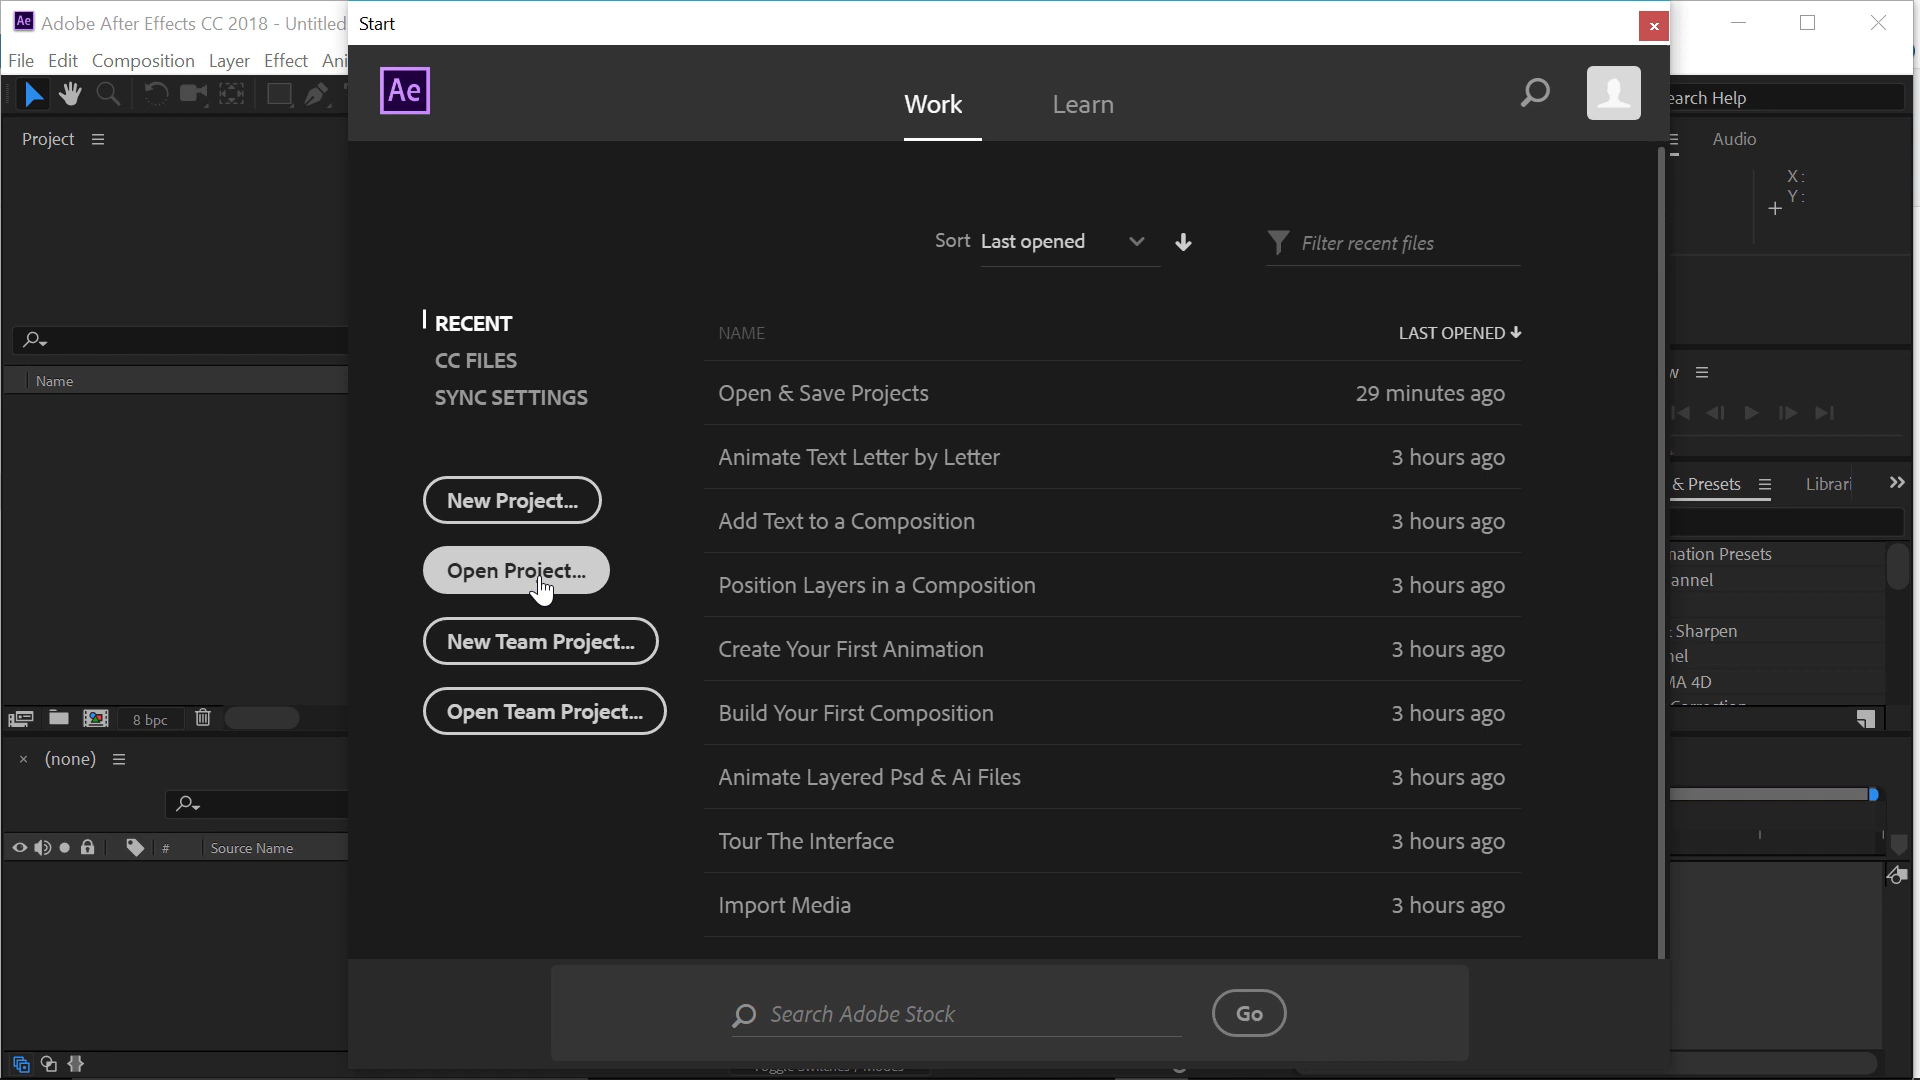 Ae Adobe After Effects CC 2018 - Untitled
Start
File Edit Composition Layer Effect Ani
Ae
Work
Learn
earch Help
Project
Audio
X :
Y :
Sort Last opened
Filter recent files
RECENT
CC FILES
SYNC SETTINGS
New Project...
Open Project...
New Team Project...
Open Team Project...
NAME
LAST OPENED
Open & Save Projects 29 minutes ago
Animate Text Letter by Letter 3 hours ago
Add Text to a Composition 3 hours ago
Position Layers in a Composition 3 hours ago
Create Your First Animation 3 hours ago
Build Your First Composition 3 hours ago
Animate Layered Psd & Ai Files 3 hours ago
Tour The Interface 3 hours ago
Import Media 3 hours ago
Search Adobe Stock
Go
Name
8 bpc
(none)
# Source Name
w
& Presets
Librari
nation Presets
annel
: Sharpen
nel
MA 4D